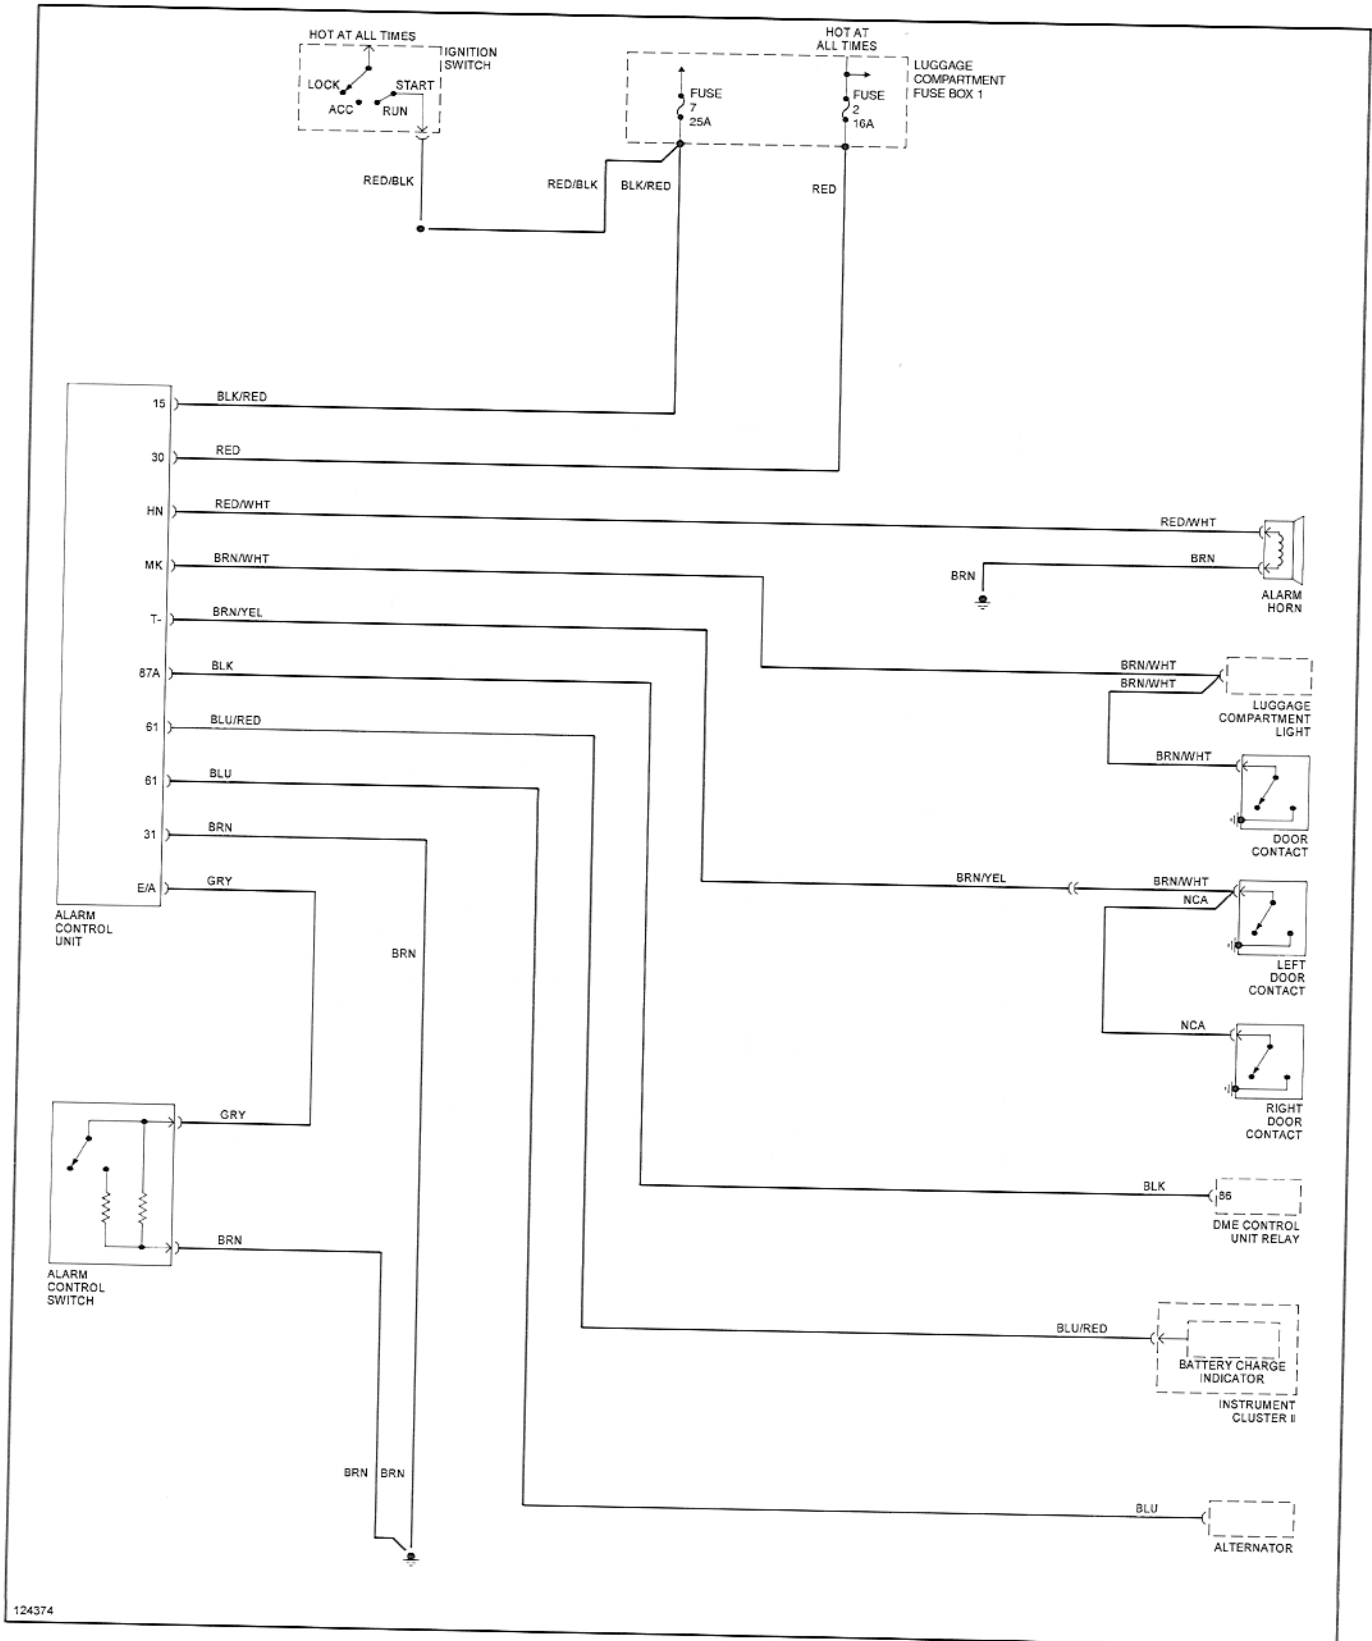 HOT AT ALL TIMES
IGNITION
SWITCH
LOCK
START
ACC
RUN
HOT AT
ALL TIMES
LUGGAGE
COMPARTMENT
FUSE BOX 1
FUSE
7
25A
FUSE
2
16A
RED/BLK
RED/BLK
BLK/RED
RED
15
BLK/RED
30
RED
HN
RED/WHT
RED/WHT
MK
BRN/WHT
BRN
BRN
ALARM
HORN
T-
BRN/YEL
87A
BLK
BRN/WHT
BRN/WHT
LUGGAGE
COMPARTMENT
LIGHT
61
BLU/RED
BRN/WHT
61
BLU
31
BRN
DOOR
CONTACT
E/A
GRY
BRN/YEL
BRN/WHT
NCA
ALARM
CONTROL
UNIT
BRN
LEFT
DOOR
CONTACT
NCA
GRY
RIGHT
DOOR
CONTACT
BLK
86
DME CONTROL
UNIT RELAY
BRN
ALARM
CONTROL
SWITCH
BLU/RED
BATTERY CHARGE
INDICATOR
INSTRUMENT
CLUSTER II
BRN
BRN
BLU
ALTERNATOR
124374